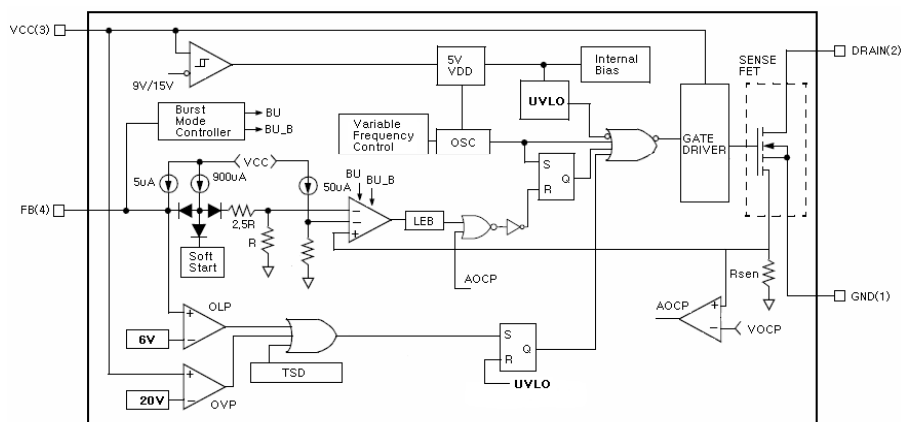 VCC(3)
DRAIN(2)
SENSE
FET
5V
VDD
Internal
Bias
9V/15V
UVLO
Burst
Mode
Controller
BU
BU_B
Variable
Frequency
Control
OSC
GATE
DRIVER
VCC
5uA
900uA
50uA
BU
BU_B
S
R
Q
FB(4)
2,5R
R
LEB
Soft
Start
AOCP
Rsen
GND(1)
OLP
AOCP
VOCP
6V
TSD
S
R
Q
UVLO
20V
OVP